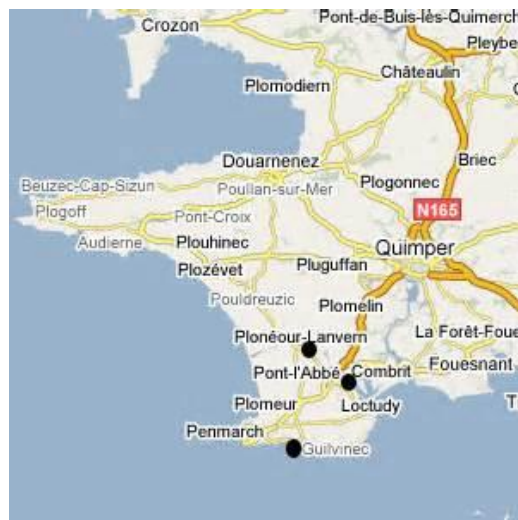 Pont-de-Buis-lès-Quimerch
Crozon
Pleybe
Châteaulin
Plomodiern
Douarnenez
Briec
Beuzec-Cap-Sizun
Poullan-sur-Mer
Plogonnec
Plogoff
Pont-Croix
N165
Audierne
Plouhinec
Quimper
Plozévet
Pluguffan
Pouldreuzic
Plomelin
Plonéour-Lanvern
La Forêt-Foue
Pont-l'Abbé
Combrit
Fouesnant
Plomeur
Loctudy
T
Penmarch
Guilvinec